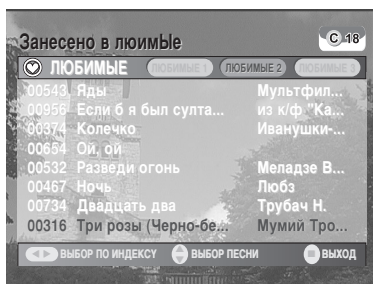 Занесено в люимЫе
C 18
ЛЮБИМЫЕ ЛЮБИМЫЕ 1 ЛЮБИМЫЕ 2 ЛЮБИМЫЕ 3
00543 Яды Мультфил...
00956 Если б я был султа... из к/ф "Ка...
00374 Колечко Иванушки-...
00654 Ой, ой
00532 Разведи огонь Меладзе В...
00467 Ночь Любз
00734 Двадцать два Трубач Н.
00316 Три розы (Черно-бе... Мумий Тро...
ВЫБОР ПО ИНДЕКСУ ВЫБОР ПЕСНИ ВЫХОД